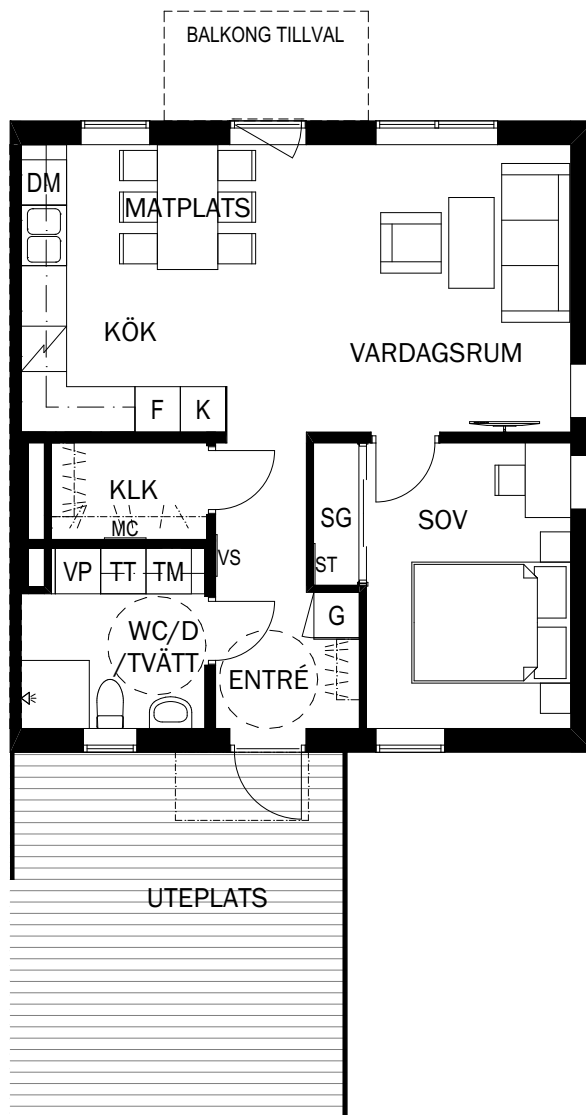 BALKONG TILLVAL
DM
MATPLATS
KÖK
VARDAGSRUM
F
K
KLK
MC
SG
SOV
VS
ST
VP
TT
TM
G
WC/D
/TVÄTT
ENTRÉ
UTEPLATS